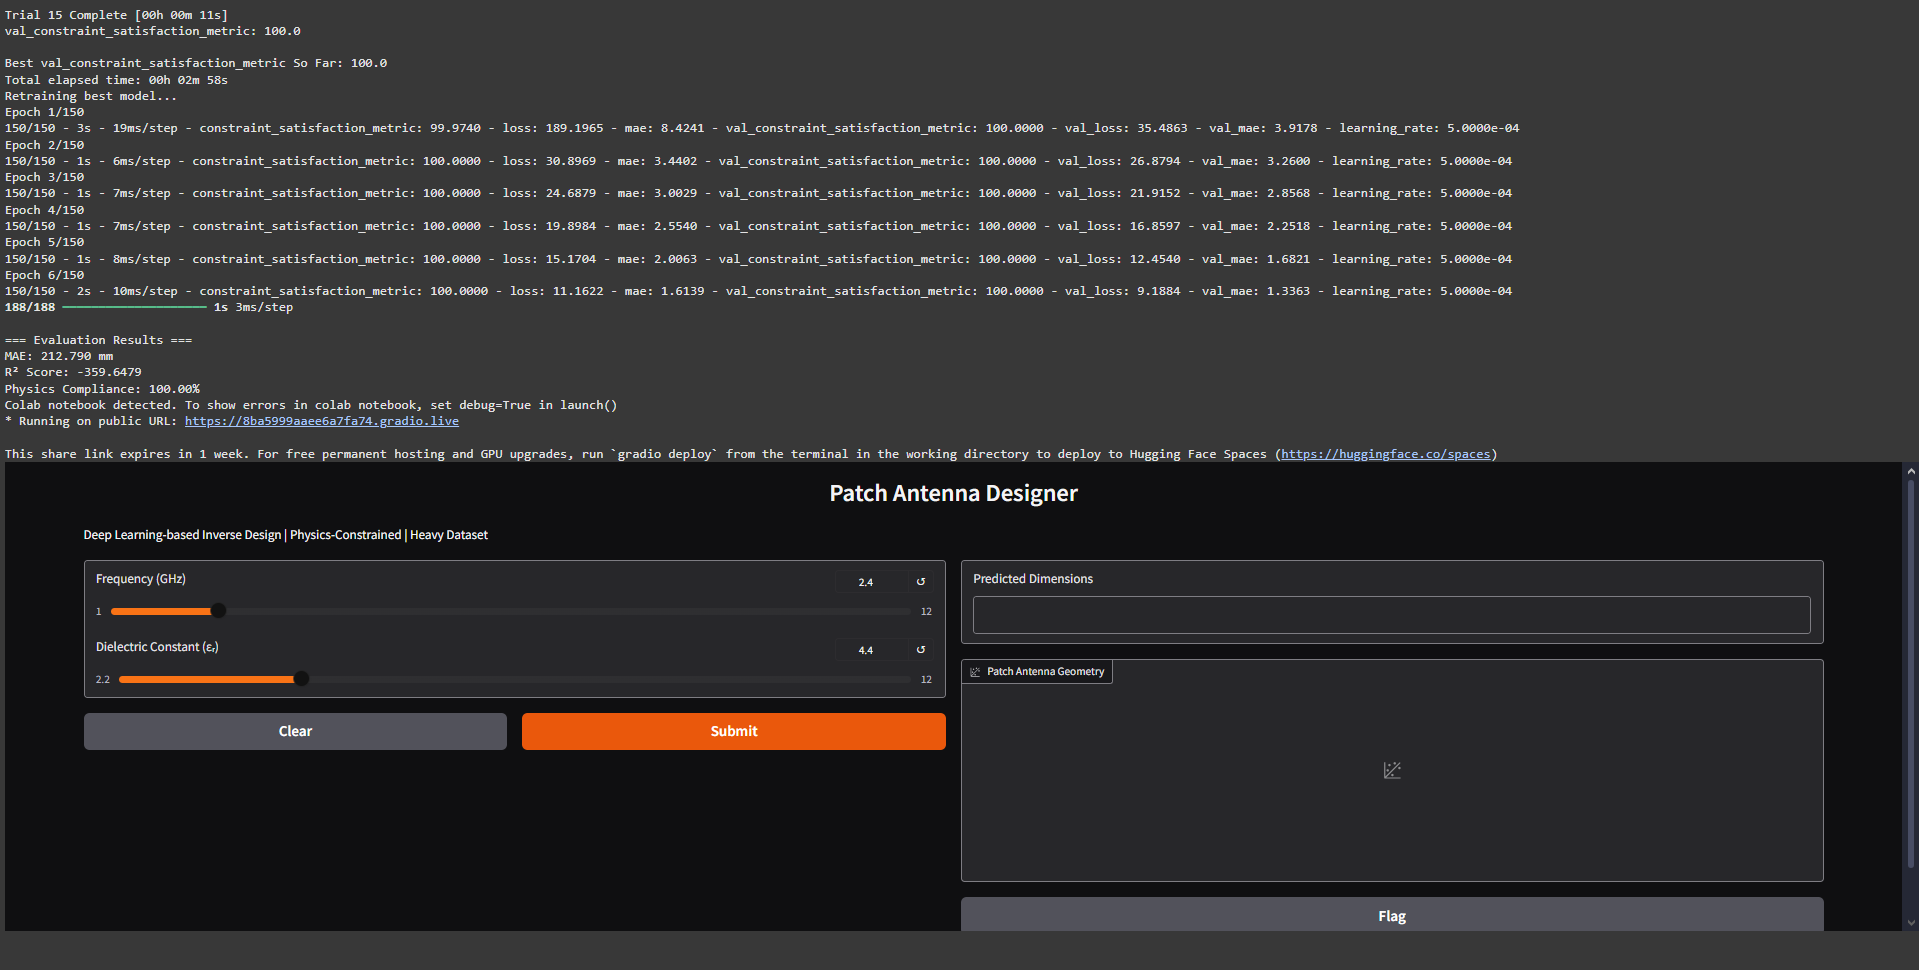 Trial 15 Complete [00h 00m 11s]
val_constraint_satisfaction_metric: 100.0
Best val_constraint_satisfaction_metric So Far: 100.0
Total elapsed time: 00h 02m 58s
Retraining best model...
Epoch 1/150
150/150 - 3s - 19ms/step - constraint_satisfaction_metric: 99.9740 - loss: 189.1965 - mae: 8.4241 - val_constraint_satisfaction_metric: 100.0000 - val_loss: 35.4863 - val_mae: 3.9178 - learning_rate: 5.0000e-04
Epoch 2/150
150/150 - 1s - 6ms/step - constraint_satisfaction_metric: 100.0000 - loss: 30.8969 - mae: 3.4402 - val_constraint_satisfaction_metric: 100.0000 - val_loss: 26.8794 - val_mae: 3.2600 - learning_rate: 5.0000e-04
Epoch 3/150
150/150 - 1s - 7ms/step - constraint_satisfaction_metric: 100.0000 - loss: 24.6879 - mae: 3.0029 - val_constraint_satisfaction_metric: 100.0000 - val_loss: 21.9152 - val_mae: 2.8568 - learning_rate: 5.0000e-04
Epoch 4/150
150/150 - 1s - 7ms/step - constraint_satisfaction_metric: 100.0000 - loss: 19.8984 - mae: 2.5540 - val_constraint_satisfaction_metric: 100.0000 - val_loss: 16.8597 - val_mae: 2.2518 - learning_rate: 5.0000e-04
Epoch 5/150
150/150 - 1s - 8ms/step - constraint_satisfaction_metric: 100.0000 - loss: 15.1704 - mae: 2.0063 - val_constraint_satisfaction_metric: 100.0000 - val_loss: 12.4540 - val_mae: 1.6821 - learning_rate: 5.0000e-04
Epoch 6/150
150/150 - 2s - 10ms/step - constraint_satisfaction_metric: 100.0000 - loss: 11.1622 - mae: 1.6139 - val_constraint_satisfaction_metric: 100.0000 - val_loss: 9.1884 - val_mae: 1.3363 - learning_rate: 5.0000e-04
188/188 ━━━━━━━━━━━━━━━━━━━━ 1s 3ms/step
=== Evaluation Results ===
MAE: 212.790 mm
R² Score: -359.6479
Physics Compliance: 100.00%
Colab notebook detected. To show errors in colab notebook, set debug=True in launch()
* Running on public URL: https://8ba5999aaee6a7fa74.gradio.live
This share link expires in 1 week. For free permanent hosting and GPU upgrades, run `gradio deploy` from the terminal in the working directory to deploy to Hugging Face Spaces (https://huggingface.co/spaces)
Patch Antenna Designer
Deep Learning-based Inverse Design | Physics-Constrained | Heavy Dataset
Frequency (GHz)
2.4
1
12
Dielectric Constant (εᵣ)
4.4
2.2
12
Clear
Submit
Predicted Dimensions
Patch Antenna Geometry
Flag